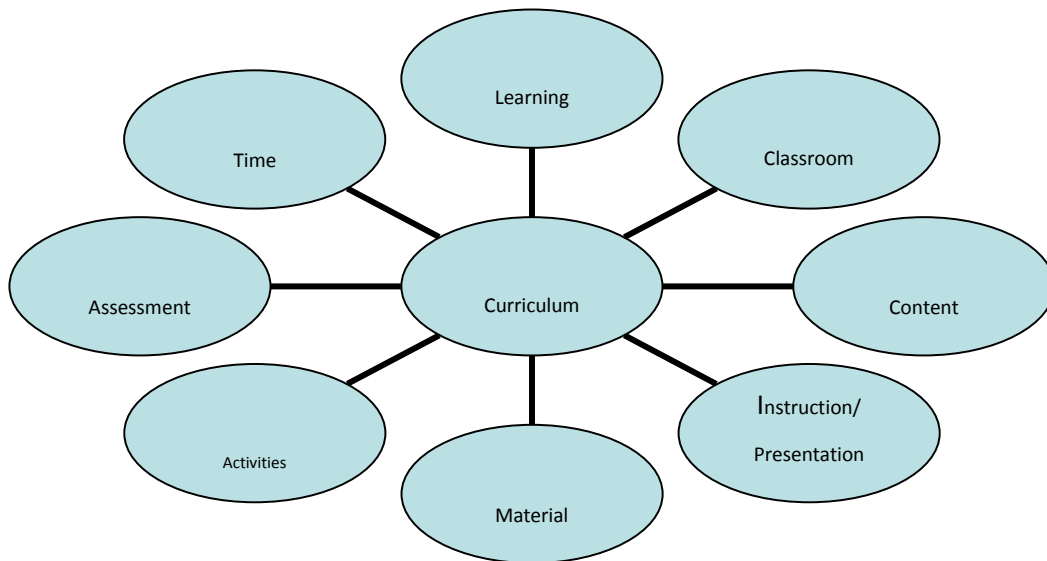 Learning
Time
Classroom
Assessment
Curriculum
Content
Instruction/
Presentation
Activities
Material